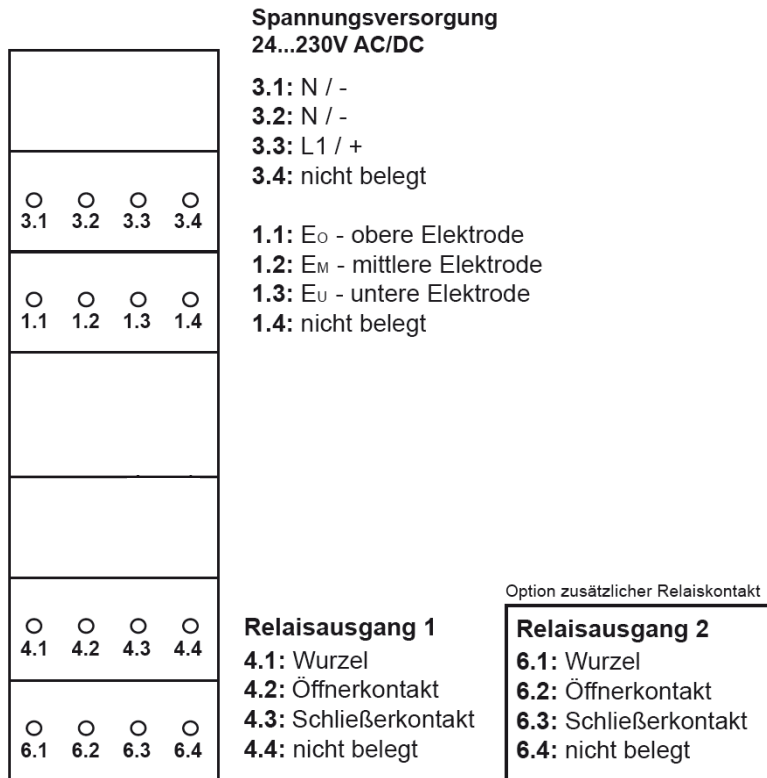 Spannungsversorgung
24...230V AC/DC
3.1: N / -
3.2: N / -
3.3: L1 / +
3.4: nicht belegt
3.1 3.2 3.3 3.4
1.1: EO - obere Elektrode
1.2: EM - mittlere Elektrode
1.3: EU - untere Elektrode
1.4: nicht belegt
1.1 1.2 1.3 1.4
Option zusätzlicher Relaiskontakt
4.1 4.2 4.3 4.4
Relaisausgang 1
4.1: Wurzel
4.2: Öffnerkontakt
4.3: Schließerkontakt
4.4: nicht belegt
Relaisausgang 2
6.1: Wurzel
6.2: Öffnerkontakt
6.3: Schließerkontakt
6.4: nicht belegt
6.1 6.2 6.3 6.4